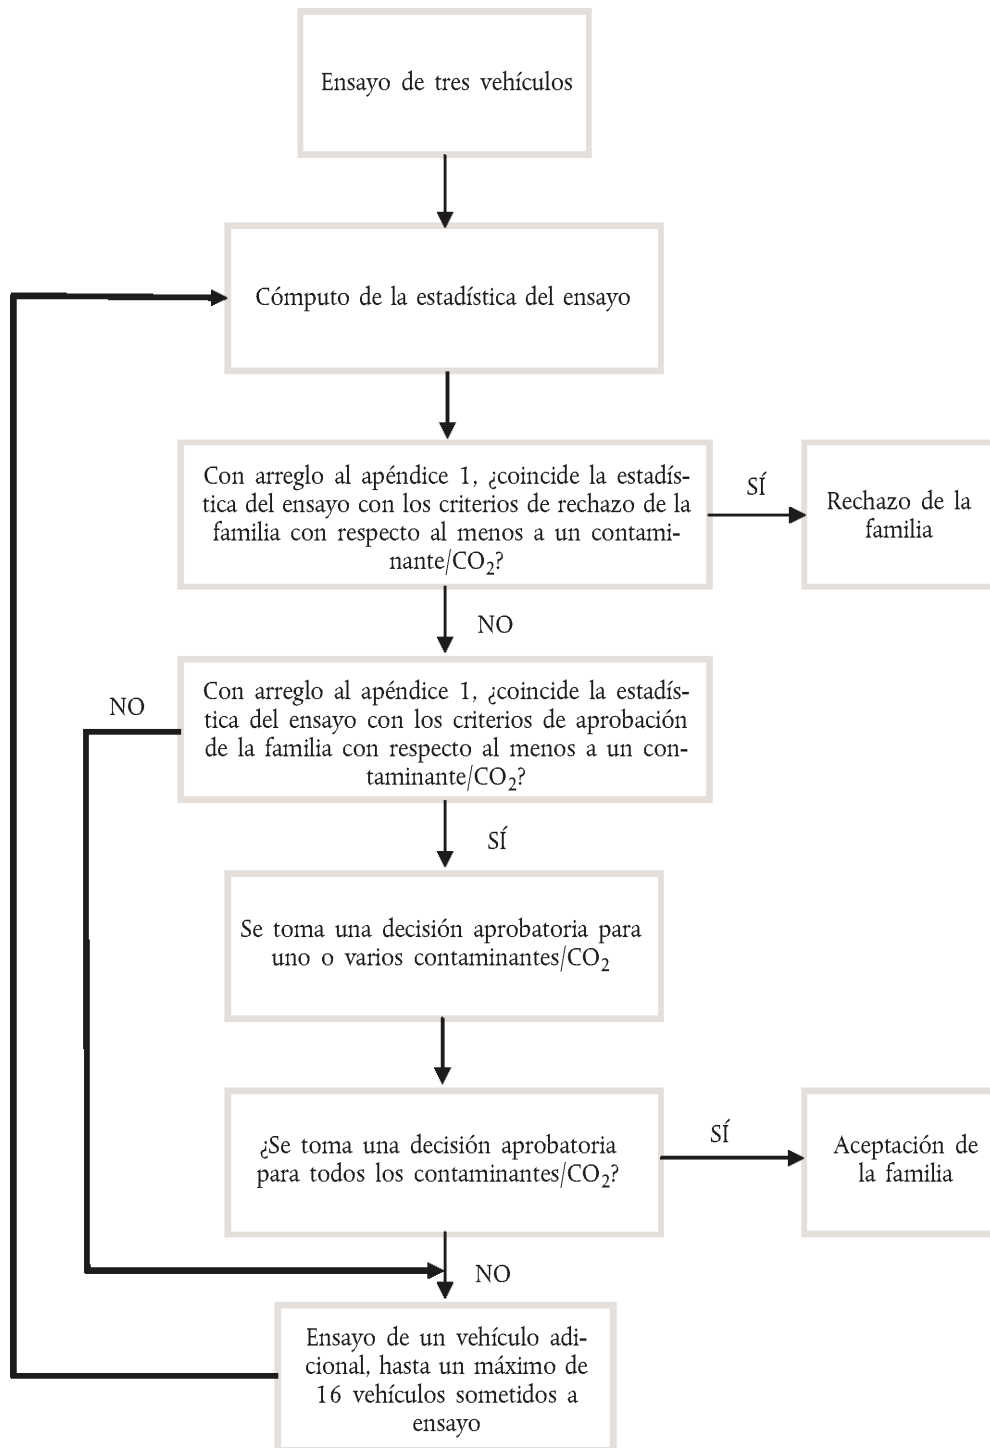 Ensayo de tres vehículos
Cómputo de la estadística del ensayo
Con arreglo al apéndice 1, ¿coincide la estadís-
tica del ensayo con los criterios de rechazo de la
familia con respecto al menos a un contami-
nante/CO₂?
SÍ
Rechazo de la
familia
NO
Con arreglo al apéndice 1, ¿coincide la estadís-
tica del ensayo con los criterios de aprobación
de la familia con respecto al menos a un con-
taminante/CO₂?
NO
SÍ
Se toma una decisión aprobatoria para
uno o varios contaminantes/CO₂
¿Se toma una decisión aprobatoria
para todos los contaminantes/CO₂?
SÍ
Aceptación de
la familia
NO
Ensayo de un vehículo adi-
cional, hasta un máximo de
16 vehículos sometidos a
ensayo